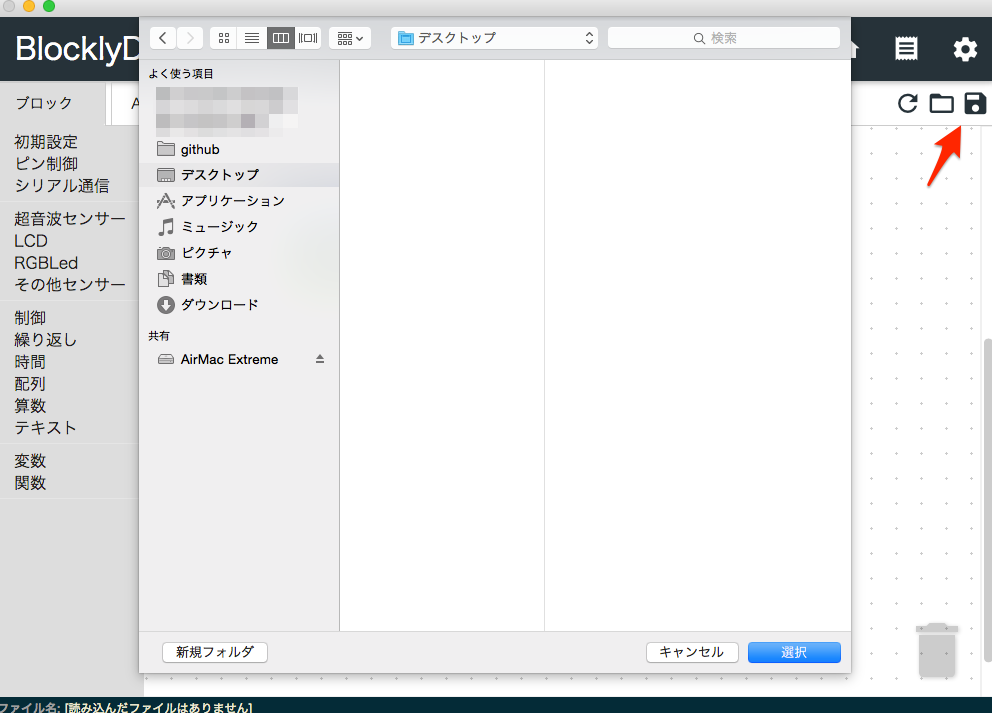 BlocklyD
デスクトップ
検索
ブロック
A
よく使う項目
github
デスクトップ
アプリケーション
ミュージック
ピクチャ
書類
ダウンロード
共有
AirMac Extreme
初期設定
ピン制御
シリアル通信
超音波センサー
LCD
RGBLed
その他センサー
制御
繰り返し
時間
配列
算数
テキスト
変数
関数
新規フォルダ
キャンセル
選択
ファイル名: [読み込んだファイルはありません]